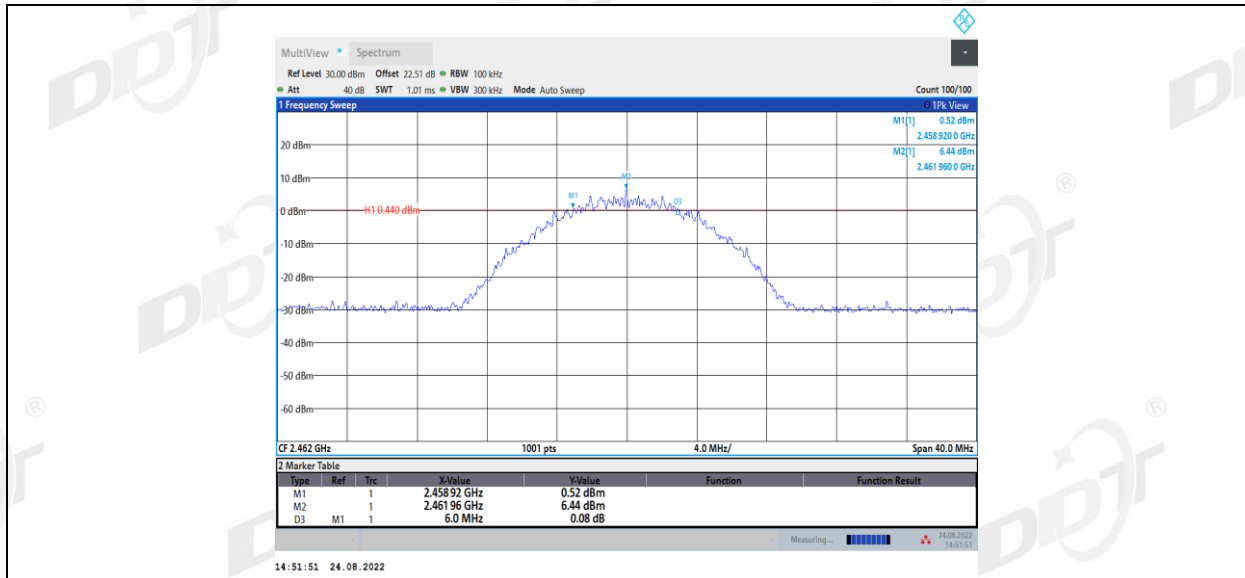 MultiView Spectrum
Ref Level 30.00 dBm Offset 22.51 dB RBW 100 kHz
Att 40 dB SWT 1.01 ms VBW 300 kHz Mode Auto Sweep Count 100/100
1 Frequency Sweep 1Pk View
M1[1] 0.52 dBm
2.458 920 0 GHz
20 dBm
M2[1] 6.44 dBm
2.461 960 0 GHz
10 dBm
M2
M1
D3
0 dBm
H1 0.440 dBm
-10 dBm
-20 dBm
-30 dBm
-40 dBm
-50 dBm
-60 dBm
CF 2.462 GHz 1001 pts 4.0 MHz/ Span 40.0 MHz
2 Marker Table
Type Ref Trc X-Value Y-Value Function Function Result
M1 1 2.458 92 GHz 0.52 dBm
M2 1 2.461 96 GHz 6.44 dBm
D3 M1 1 6.0 MHz 0.08 dB
Measuring... 24.08.2022
14:51:51
14:51:51 24.08.2022
DDT
®